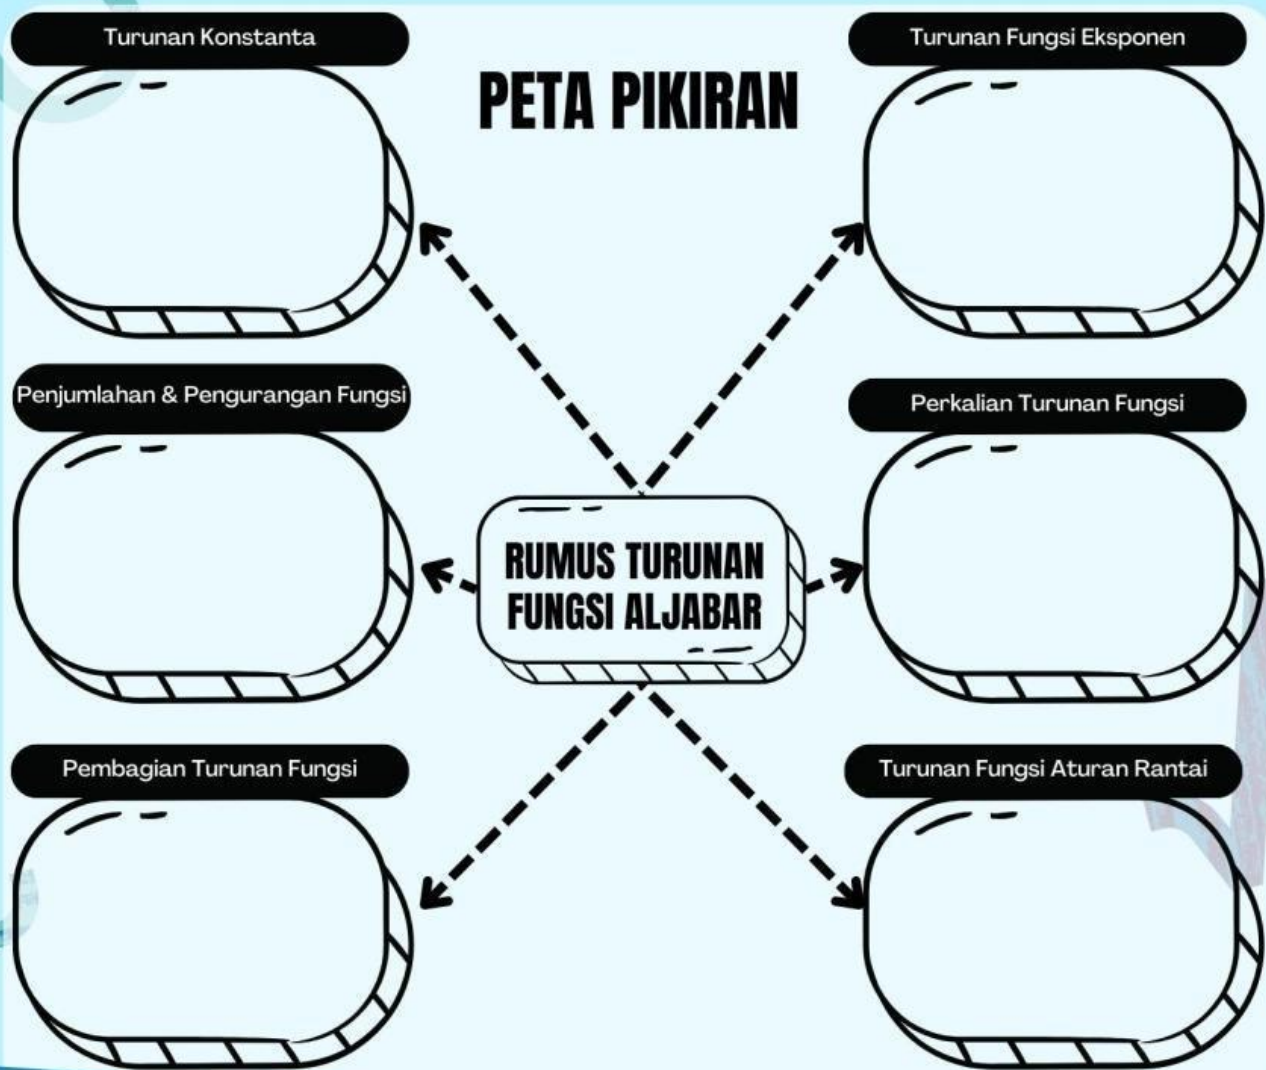 Turunan Konstanta
Turunan Fungsi Eksponen
PETA PIKIRAN
Penjumlahan & Pengurangan Fungsi
Perkalian Turunan Fungsi
RUMUS TURUNAN
FUNGSI ALJABAR
Pembagian Turunan Fungsi
Turunan Fungsi Aturan Rantai